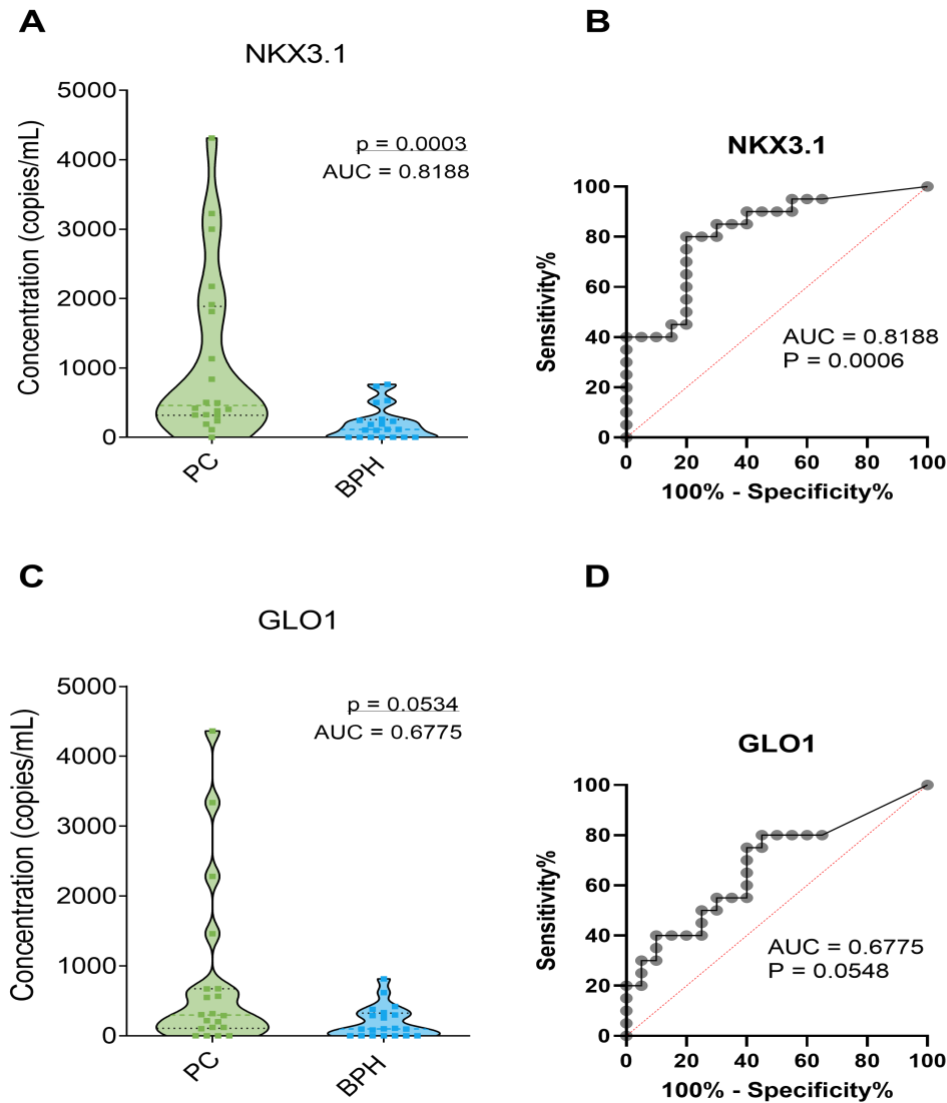 A
NKX3.1
5000
4000
3000
2000
1000
0
Concentration (copies/mL)
p = 0.0003
AUC = 0.8188
PC
BPH
B
NKX3.1
100
80
60
40
20
0
Sensitivity%
AUC = 0.8188
P = 0.0006
0 20 40 60 80 100
100% - Specificity%
C
GLO1
5000
4000
3000
2000
1000
0
Concentration (copies/mL)
p = 0.0534
AUC = 0.6775
PC
BPH
D
GLO1
100
80
60
40
20
0
Sensitivity%
AUC = 0.6775
P = 0.0548
0 20 40 60 80 100
100% - Specificity%